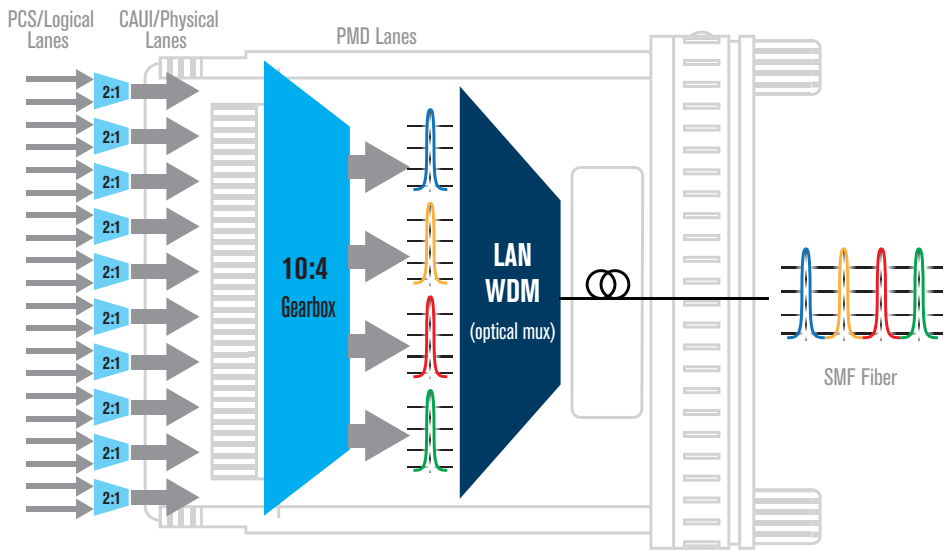 PCS/Logical
Lanes
CAUI/Physical
Lanes
PMD Lanes
2:1
2:1
2:1
2:1
2:1
2:1
2:1
2:1
2:1
2:1
10:4
Gearbox
LAN
WDM
(optical mux)
SMF Fiber